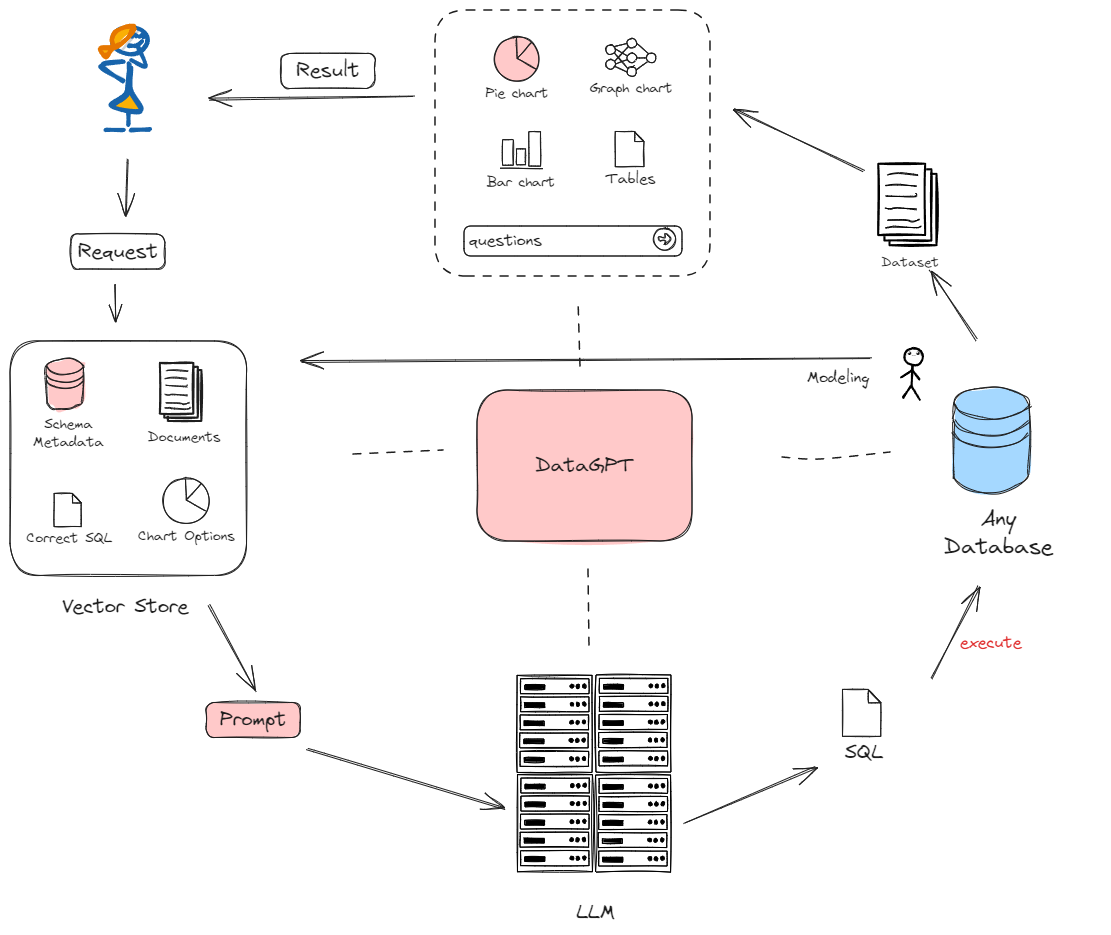 Result
Pie chart
Graph chart
Bar chart
Tables
questions
Request
Dataset
Modeling
Schema
Metadata
Documents
Correct SQL
Chart Options
Vector Store
DataGPT
Any
Database
execute
Prompt
SQL
LLM